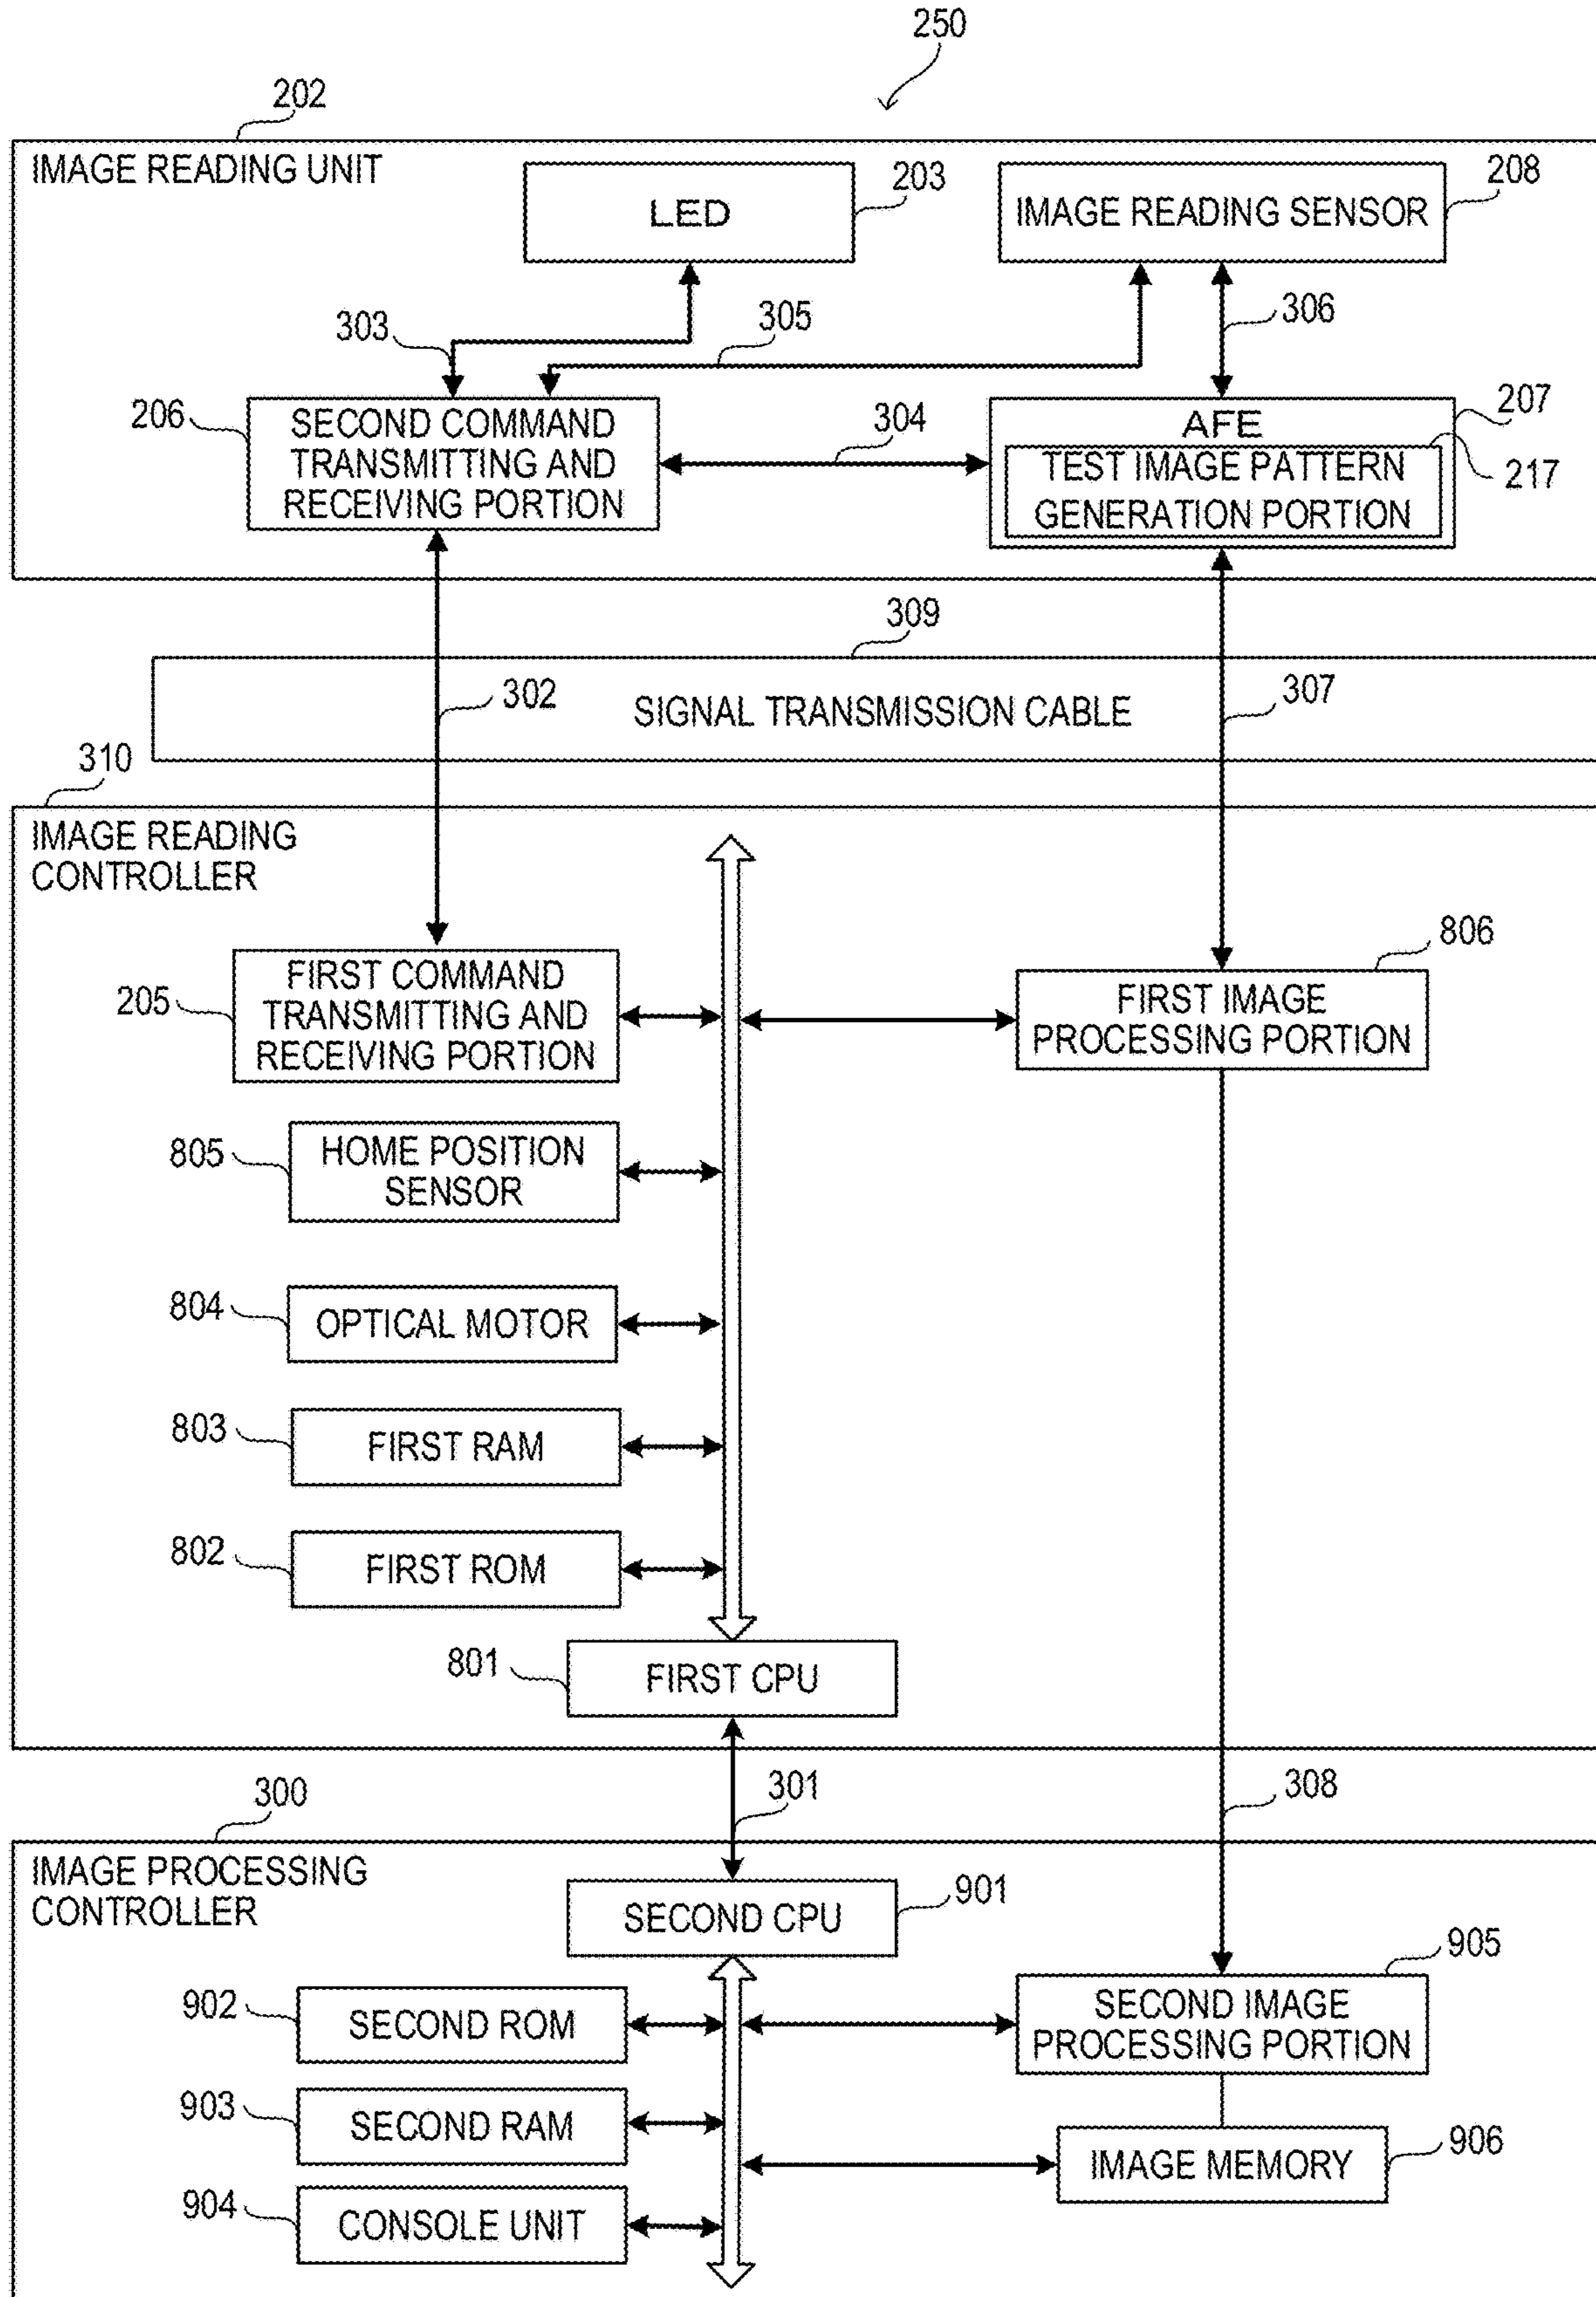 250
202
IMAGE READING UNIT
LED
203
IMAGE READING SENSOR
208
303
305
306
206
SECOND COMMAND
TRANSMITTING AND
RECEIVING PORTION
304
AFE
207
TEST IMAGE PATTERN
GENERATION PORTION
217
309
302
SIGNAL TRANSMISSION CABLE
307
310
IMAGE READING
CONTROLLER
205
FIRST COMMAND
TRANSMITTING AND
RECEIVING PORTION
806
FIRST IMAGE
PROCESSING PORTION
805
HOME POSITION
SENSOR
804
OPTICAL MOTOR
803
FIRST RAM
802
FIRST ROM
801
FIRST CPU
300
301
308
IMAGE PROCESSING
CONTROLLER
SECOND CPU
901
905
902
SECOND ROM
SECOND IMAGE
PROCESSING PORTION
903
SECOND RAM
IMAGE MEMORY
906
904
CONSOLE UNIT